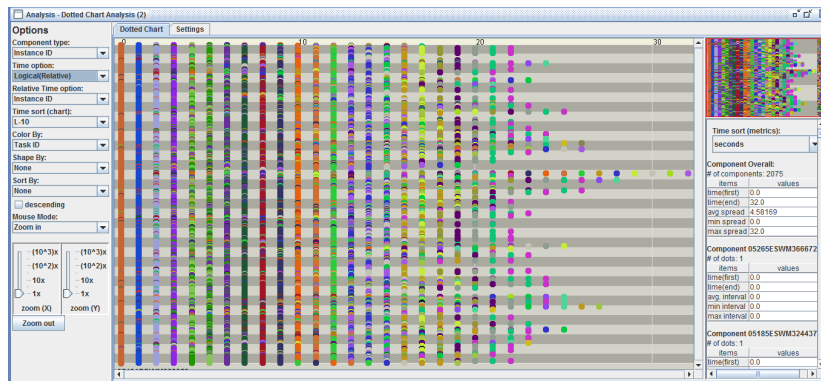 Analysis - Dotted Chart Analysis (2)
Options
Component type:
Instance ID
Time option:
Logical(Relative)
Relative Time option:
Instance ID
Time sort (chart):
L-10
Color By:
Task ID
Shape By:
None
Sort By:
None
descending
Mouse Mode:
Zoom in
(10^3)x (10^3)x
(10^2)x (10^2)x
10x 10x
1x 1x
zoom (X) zoom (Y)
Zoom out
Dotted Chart Settings
0 10 20 30
Time sort (metrics):
seconds
Component Overall:
# of components: 2075
items values
time(first) 0.0
time(end) 32.0
avg spread 4.58169
min spread 0.0
max spread 32.0
Component 05265ESWM366672
# of dots: 1
items values
time(first) 0.0
time(end) 0.0
avg. interval 0.0
min interval 0.0
max interval 0.0
Component 05185ESWM324437
# of dots: 1
items values
time(first) 0.0